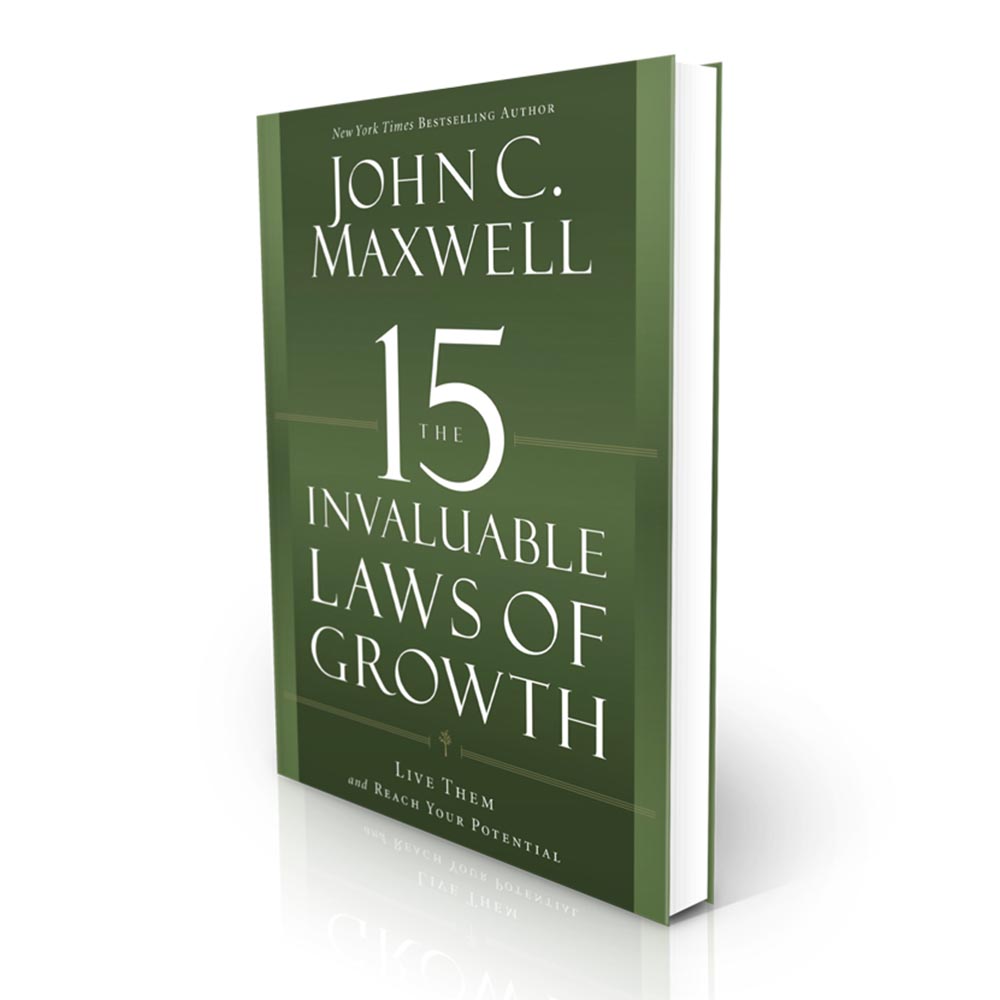 New York Times BESTSELLING AUTHOR
JOHN C.
MAXWELL
THE
15
INVALUABLE
LAWS OF
GROWTH
LIVE THEM
and REACH YOUR POTENTIAL